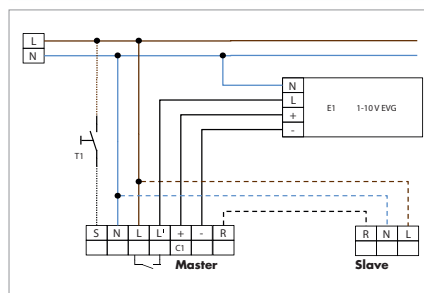 L
N
N
L
E1 1-10 V EVG
+
-
T1
S N L L' + - R
R N L
C1
Master
Slave